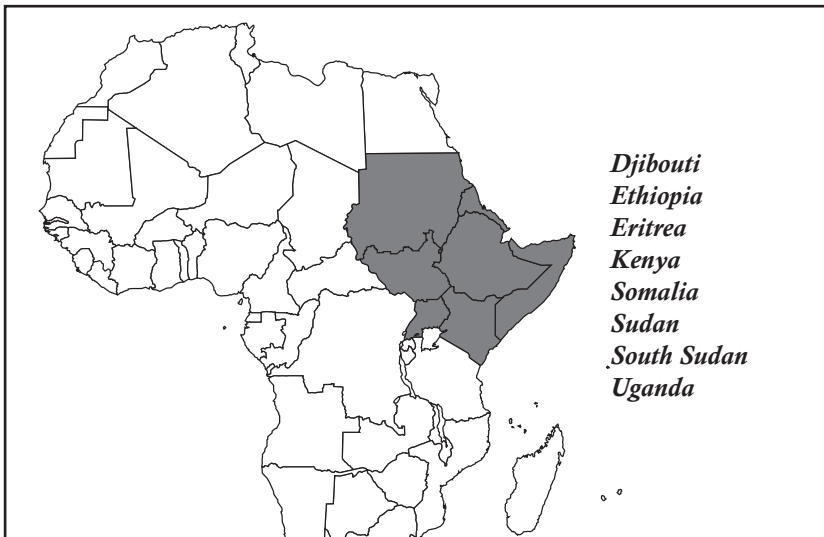 Djibouti
Ethiopia
Eritrea
Kenya
Somalia
Sudan
South Sudan
Uganda